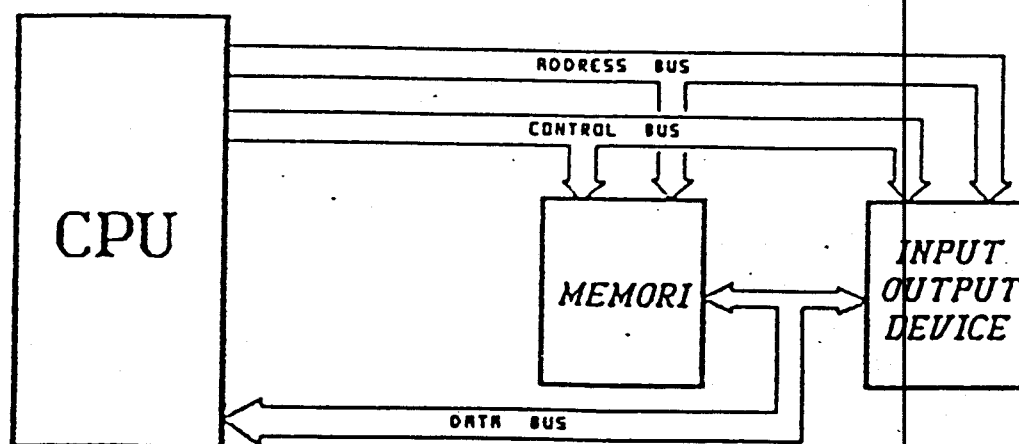 ADDRESS BUS
CONTROL BUS
CPU
MEMORI
INPUT
OUTPUT
DEVICE
DATA BUS